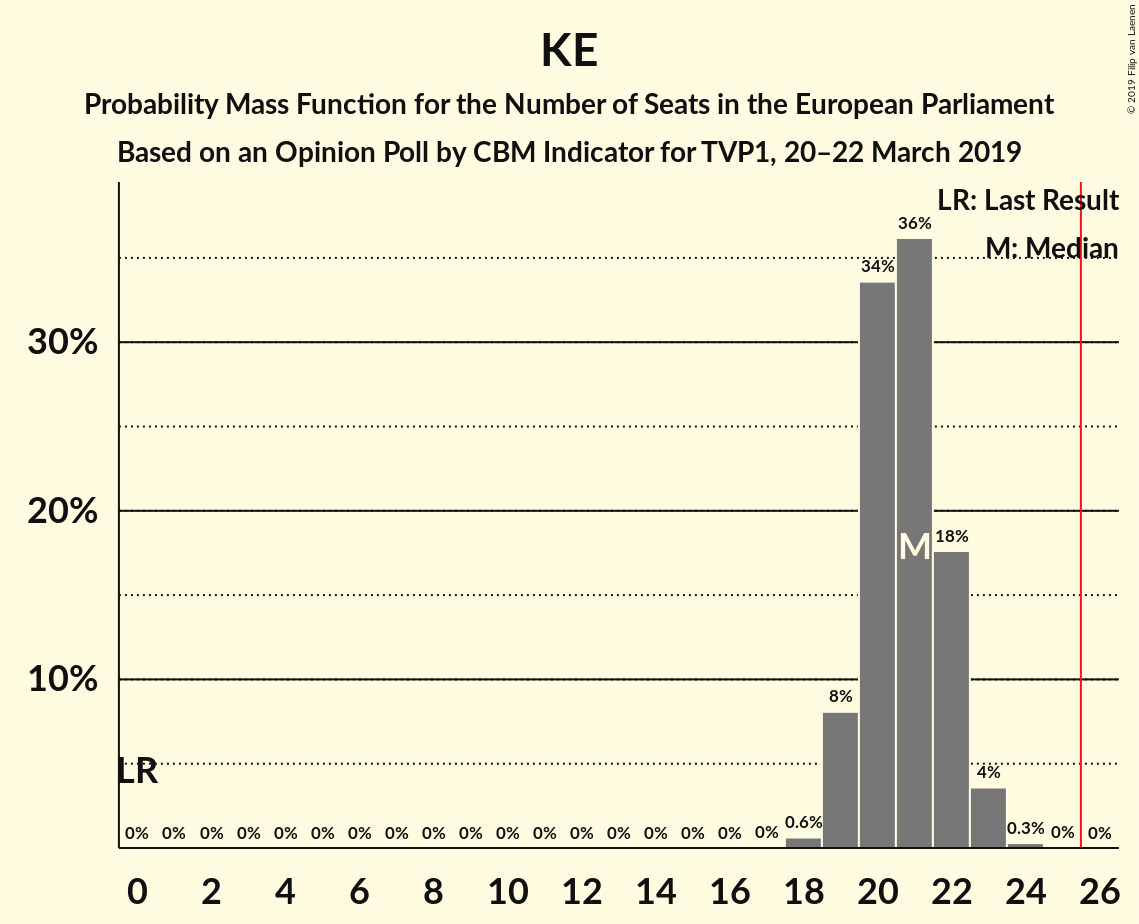 KE
Probability Mass Function for the Number of Seats in the European Parliament
Based on an Opinion Poll by CBM Indicator for TVP1, 20–22 March 2019
© 2019 Filip van Laenen
LR: Last Result
M: Median
36%
34%
30%
20%
M
18%
10%
8%
LR
4%
0% 0% 0% 0% 0% 0% 0% 0% 0% 0% 0% 0% 0% 0% 0% 0% 0% 0% 0.6% 0.3% 0% 0%
0 2 4 6 8 10 12 14 16 18 20 22 24 26